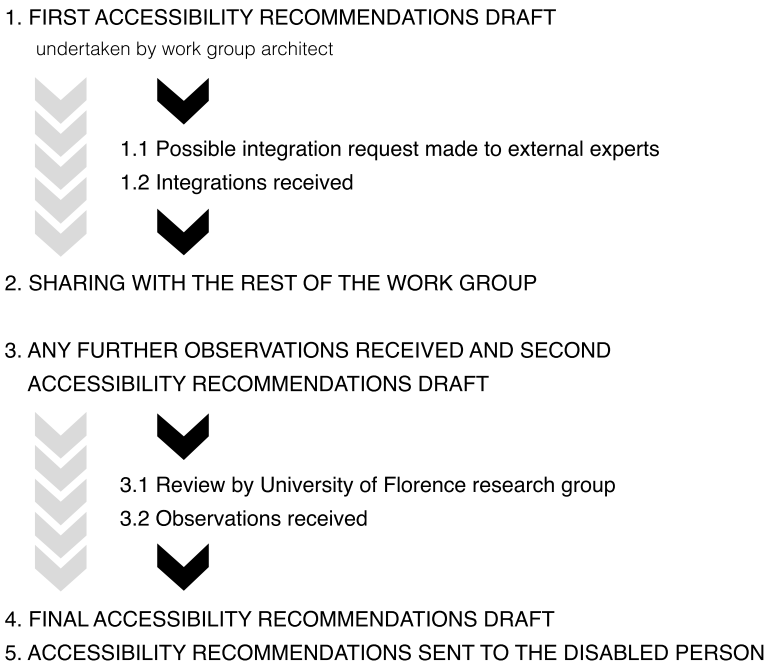 1. FIRST ACCESSIBILITY RECOMMENDATIONS DRAFT
undertaken by work group architect
1.1 Possible integration request made to external experts
1.2 Integrations received
2. SHARING WITH THE REST OF THE WORK GROUP
3. ANY FURTHER OBSERVATIONS RECEIVED AND SECOND
ACCESSIBILITY RECOMMENDATIONS DRAFT
3.1 Review by University of Florence research group
3.2 Observations received
4. FINAL ACCESSIBILITY RECOMMENDATIONS DRAFT
5. ACCESSIBILITY RECOMMENDATIONS SENT TO THE DISABLED PERSON